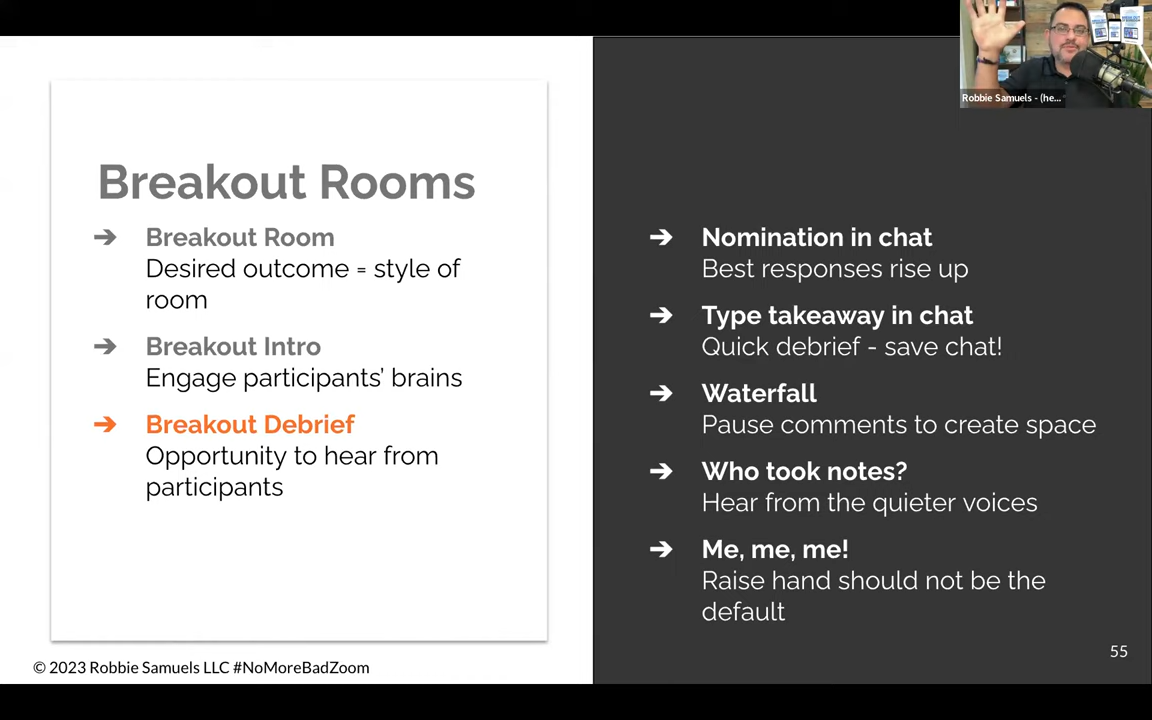 Robbie Samuels - (he...
Breakout Rooms
➔ Breakout Room
Desired outcome = style of
room
➔ Breakout Intro
Engage participants’ brains
➔ Breakout Debrief
Opportunity to hear from
participants
➔ Nomination in chat
Best responses rise up
➔ Type takeaway in chat
Quick debrief - save chat!
➔ Waterfall
Pause comments to create space
➔ Who took notes?
Hear from the quieter voices
➔ Me, me, me!
Raise hand should not be the
default
55
© 2023 Robbie Samuels LLC #NoMoreBadZoom